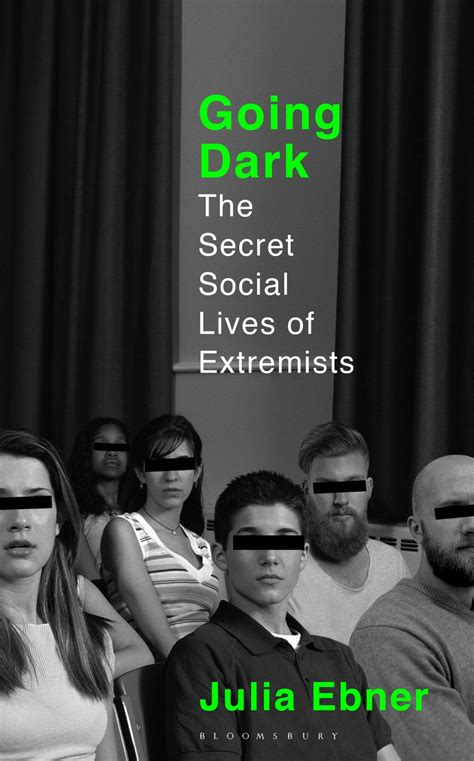 Going
Dark
The
Secret
Social
Lives of
Extremists
Julia Ebner
BLOOMSBURY